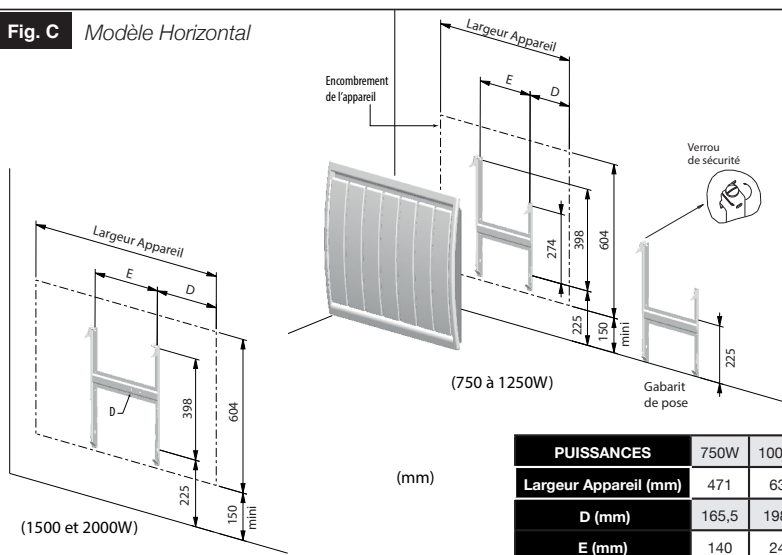 Fig. C Modèle Horizontal
Largeur Appareil
E D
Encombrement
de l'appareil
Verrou
de sécurité
274
398
604
225
150
mini
225
(750 à 1250W)
Gabarit
de pose
Largeur Appareil
E D
D
398
604
225
150
mini
(1500 et 2000W)
(mm)
PUISSANCES 750W
Largeur Appareil (mm) 471
D (mm) 165,5
E (mm) 140